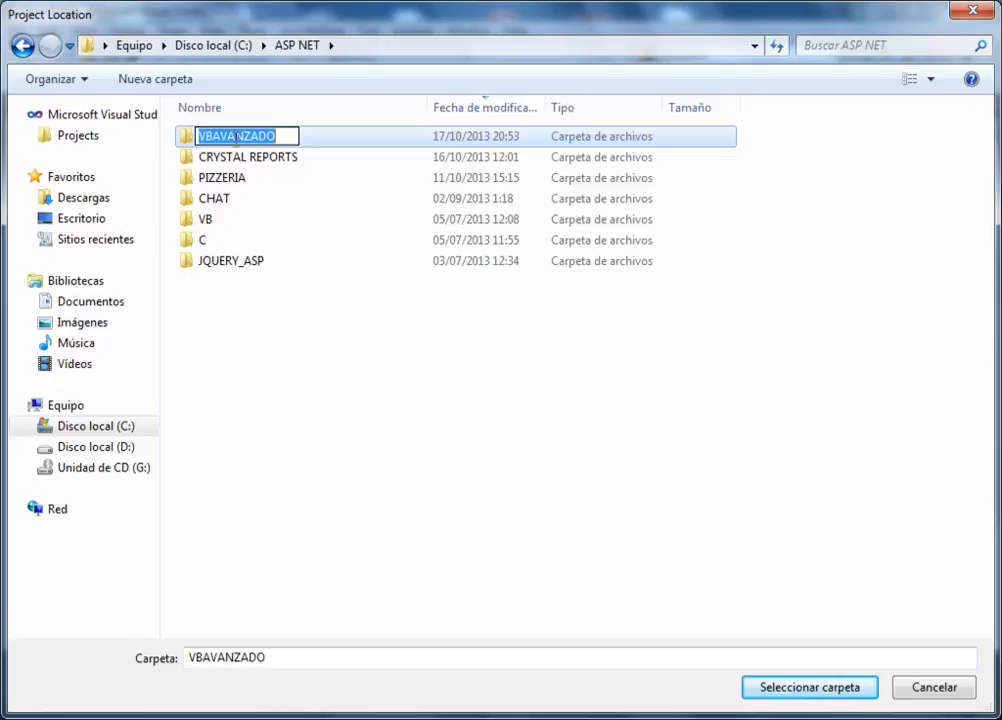 Project Location
Equipo Disco local (C:) ASP NET
Buscar ASP NET
Organizar Nueva carpeta
Microsoft Visual Stud
Projects
Favoritos
Descargas
Escritorio
Sitios recientes
Bibliotecas
Documentos
Imágenes
Música
Vídeos
Equipo
Disco local (C:)
Disco local (D:)
Unidad de CD (G:)
Red
Nombre Fecha de modifica... Tipo Tamaño
VBAVANZADO 17/10/2013 20:53 Carpeta de archivos
CRYSTAL REPORTS 16/10/2013 12:01 Carpeta de archivos
PIZZERIA 11/10/2013 15:15 Carpeta de archivos
CHAT 02/09/2013 1:18 Carpeta de archivos
VB 05/07/2013 12:08 Carpeta de archivos
C 05/07/2013 11:55 Carpeta de archivos
JQUERY_ASP 03/07/2013 12:34 Carpeta de archivos
Carpeta: VBAVANZADO
Seleccionar carpeta Cancelar